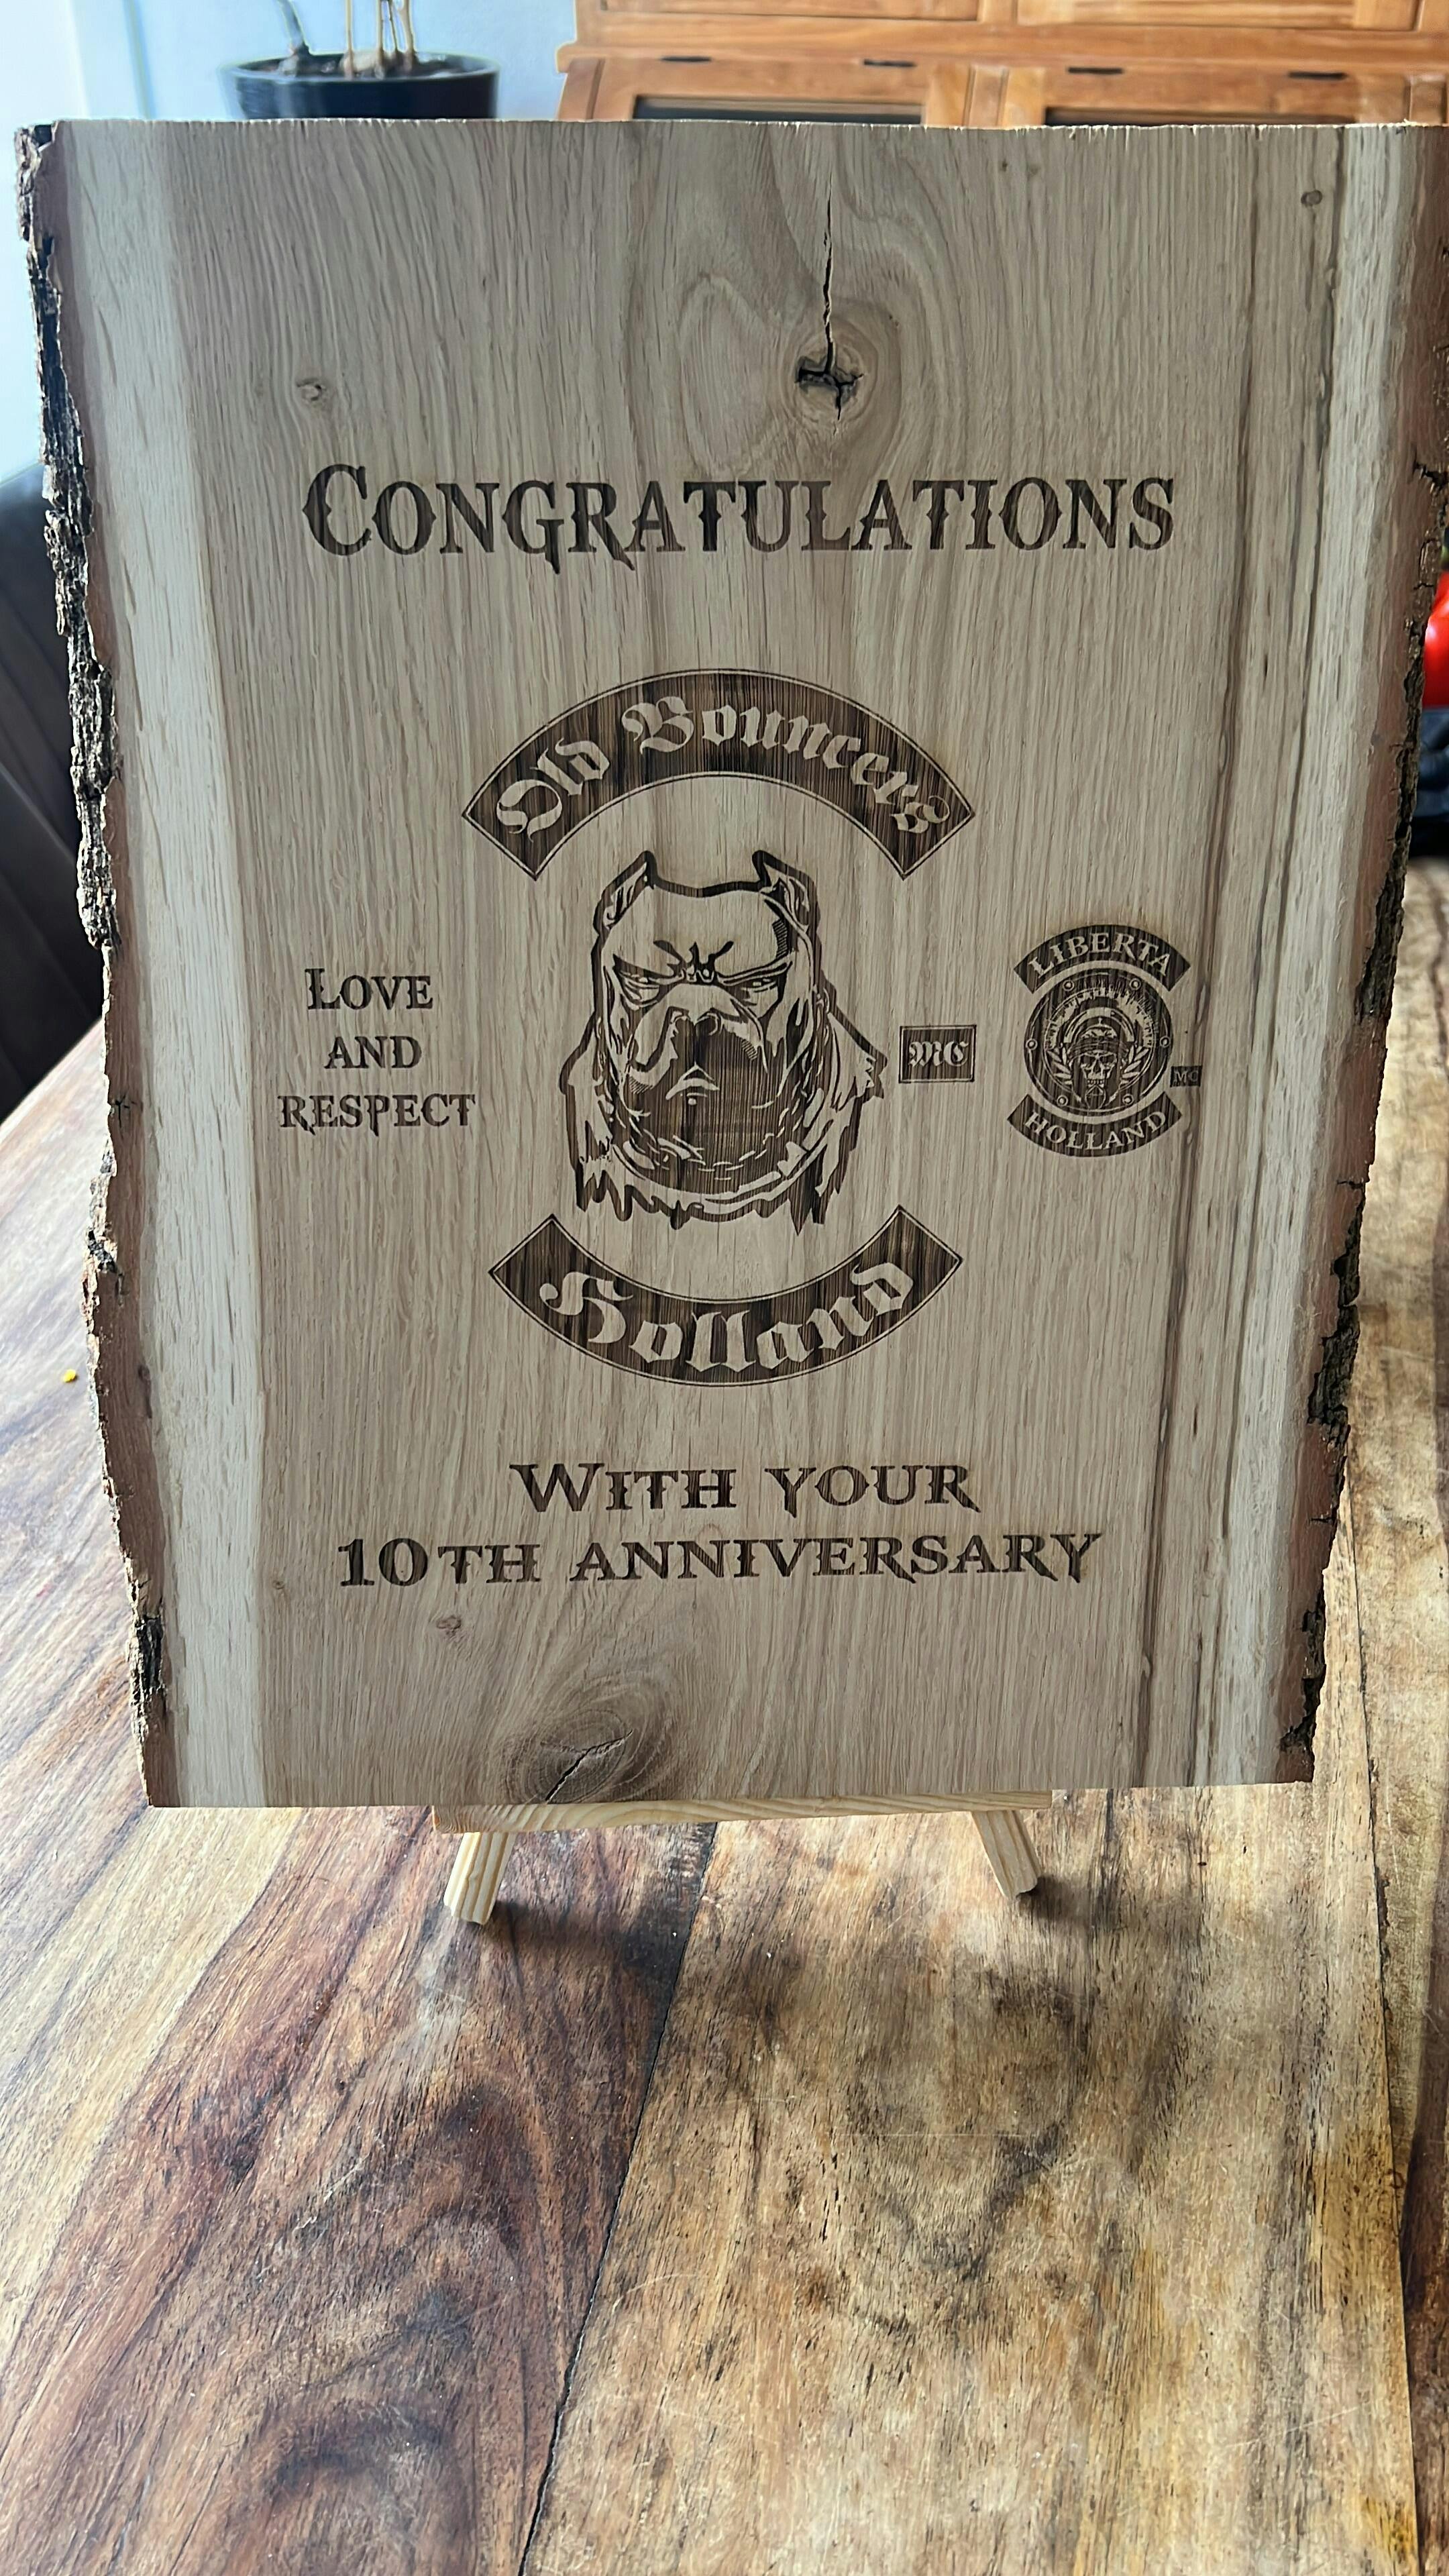 CONGRATULATIONS
Old Bouncers
LOVE
AND
RESPECT
MC
LIBERTA
MC
HOLLAND
Holland
WITH YOUR
10TH ANNIVERSARY